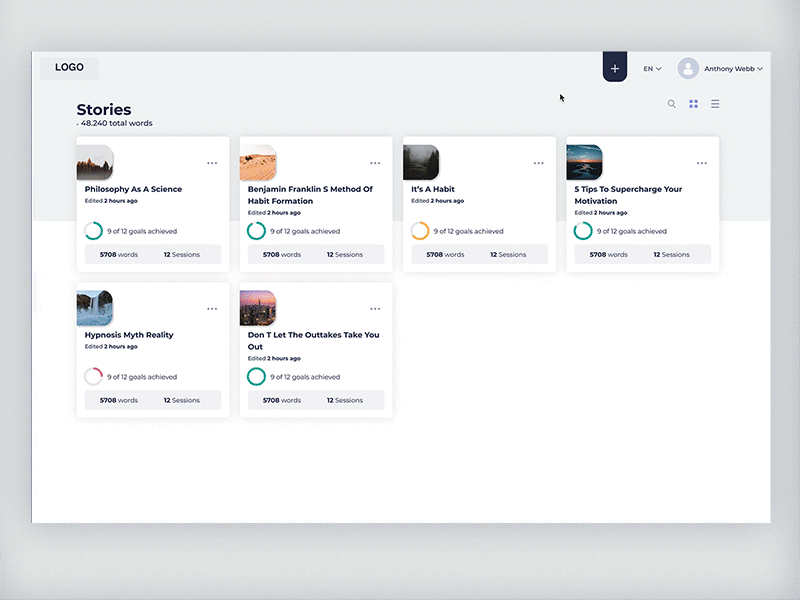 LOGO
+
EN
Anthony Webb
Stories
• 48.240 total words
Philosophy As A Science
Edited 2 hours ago
9 of 12 goals achieved
5708 words 12 Sessions
Benjamin Franklin S Method Of
Habit Formation
Edited 2 hours ago
9 of 12 goals achieved
5708 words 12 Sessions
It's A Habit
Edited 2 hours ago
9 of 12 goals achieved
5708 words 12 Sessions
5 Tips To Supercharge Your
Motivation
Edited 2 hours ago
9 of 12 goals achieved
5708 words 12 Sessions
Hypnosis Myth Reality
Edited 2 hours ago
9 of 12 goals achieved
5708 words 12 Sessions
Don T Let The Outtakes Take You
Out
Edited 2 hours ago
9 of 12 goals achieved
5708 words 12 Sessions